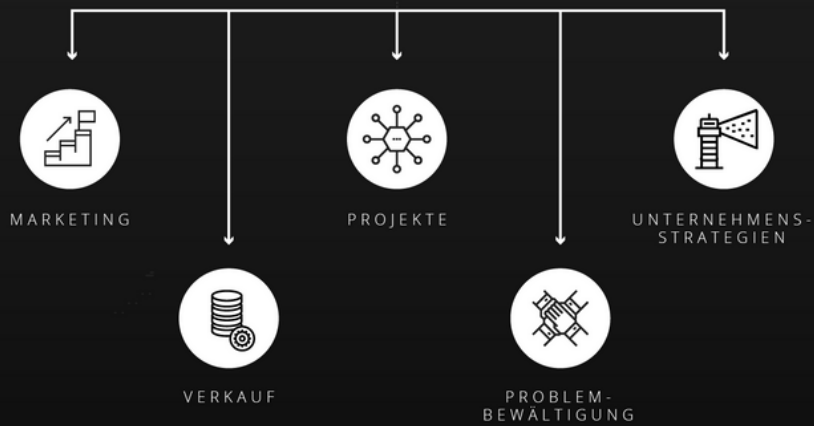 MARKETING
PROJEKTE
UNTERNEHMENS-
STRATEGIEN
VERKAUF
PROBLEM-
BEWÄLTIGUNG